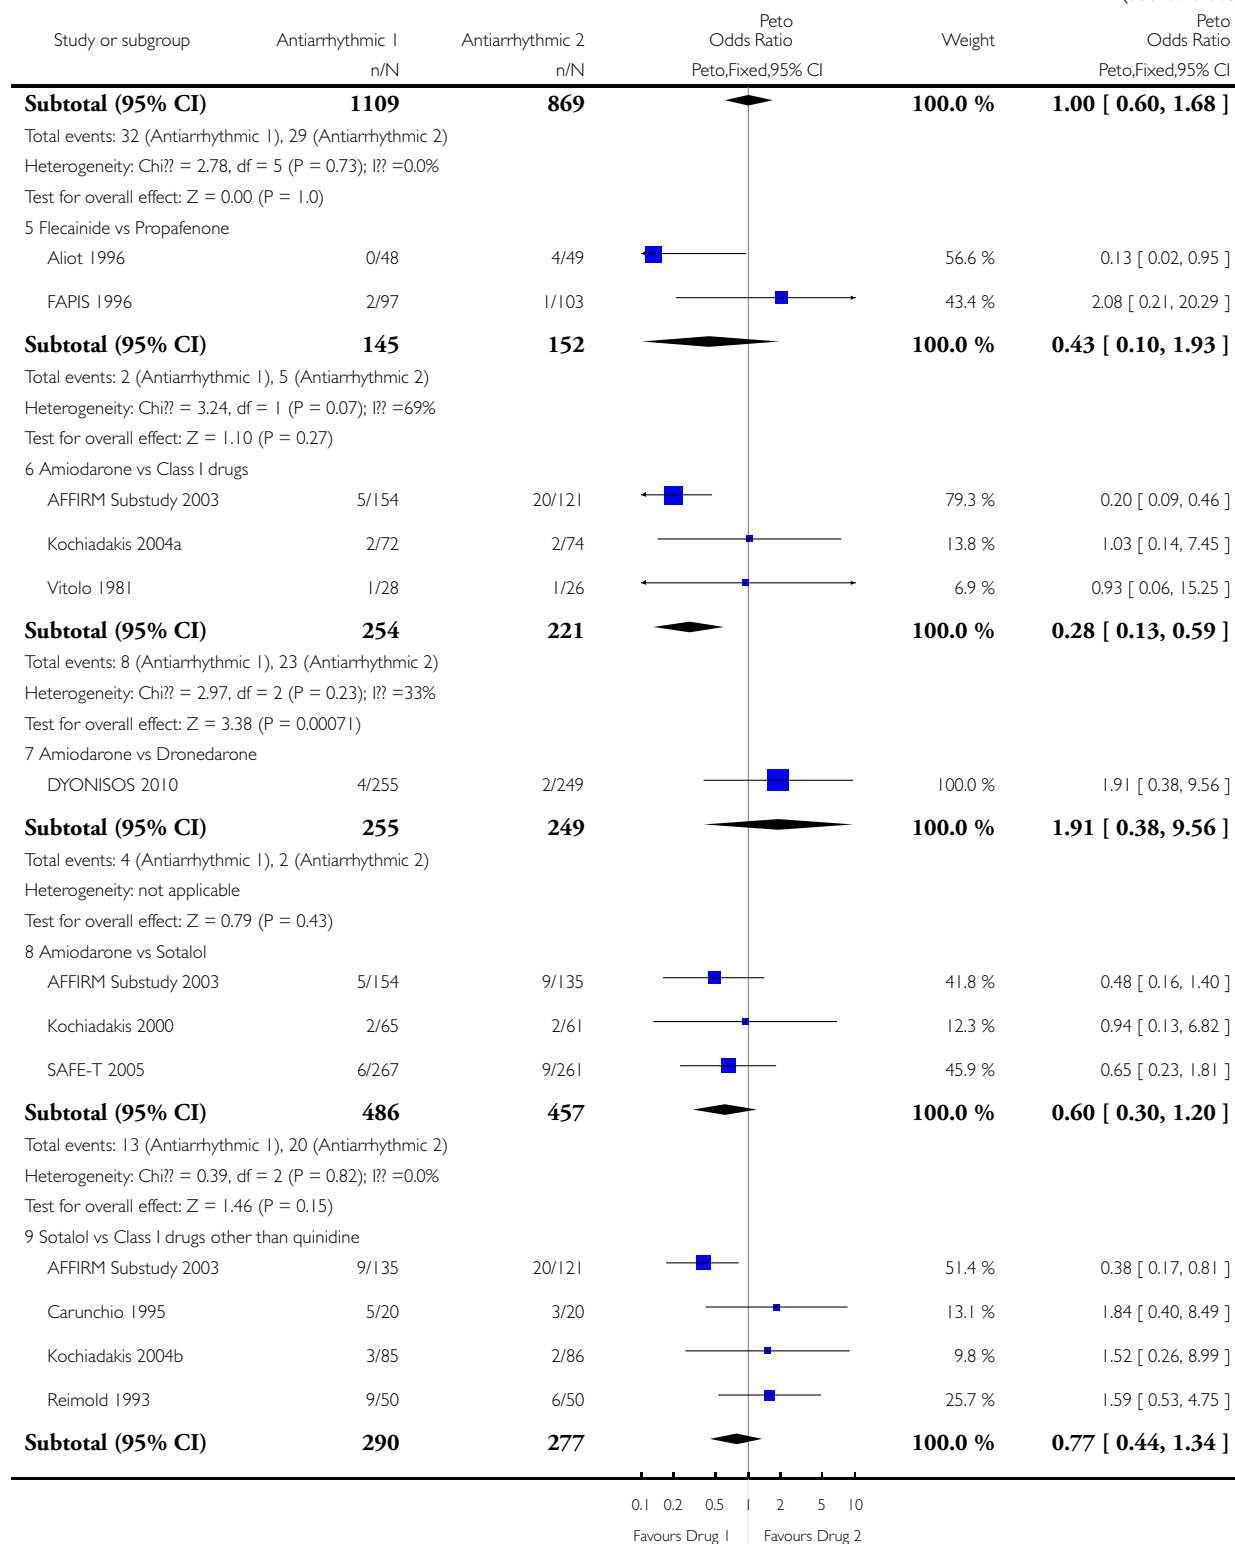 Peto Peto
Study or subgroup Antiarrhythmic 1 Antiarrhythmic 2 Odds Ratio Weight Odds Ratio
n/N n/N Peto,Fixed,95% CI Peto,Fixed,95% CI
Subtotal (95% CI) 1109 869 100.0 % 1.00 [ 0.60, 1.68 ]
Total events: 32 (Antiarrhythmic 1), 29 (Antiarrhythmic 2)
Heterogeneity: Chi?? = 2.78, df = 5 (P = 0.73); I?? =0.0%
Test for overall effect: Z = 0.00 (P = 1.0)
5 Flecainide vs Propafenone
Aliot 1996 0/48 4/49 56.6 % 0.13 [ 0.02, 0.95 ]
FAPIS 1996 2/97 1/103 43.4 % 2.08 [ 0.21, 20.29 ]
Subtotal (95% CI) 145 152 100.0 % 0.43 [ 0.10, 1.93 ]
Total events: 2 (Antiarrhythmic 1), 5 (Antiarrhythmic 2)
Heterogeneity: Chi?? = 3.24, df = 1 (P = 0.07); I?? =69%
Test for overall effect: Z = 1.10 (P = 0.27)
6 Amiodarone vs Class I drugs
AFFIRM Substudy 2003 5/154 20/121 79.3 % 0.20 [ 0.09, 0.46 ]
Kochiadakis 2004a 2/72 2/74 13.8 % 1.03 [ 0.14, 7.45 ]
Vitolo 1981 1/28 1/26 6.9 % 0.93 [ 0.06, 15.25 ]
Subtotal (95% CI) 254 221 100.0 % 0.28 [ 0.13, 0.59 ]
Total events: 8 (Antiarrhythmic 1), 23 (Antiarrhythmic 2)
Heterogeneity: Chi?? = 2.97, df = 2 (P = 0.23); I?? =33%
Test for overall effect: Z = 3.38 (P = 0.00071)
7 Amiodarone vs Dronedarone
DYONISOS 2010 4/255 2/249 100.0 % 1.91 [ 0.38, 9.56 ]
Subtotal (95% CI) 255 249 100.0 % 1.91 [ 0.38, 9.56 ]
Total events: 4 (Antiarrhythmic 1), 2 (Antiarrhythmic 2)
Heterogeneity: not applicable
Test for overall effect: Z = 0.79 (P = 0.43)
8 Amiodarone vs Sotalol
AFFIRM Substudy 2003 5/154 9/135 41.8 % 0.48 [ 0.16, 1.40 ]
Kochiadakis 2000 2/65 2/61 12.3 % 0.94 [ 0.13, 6.82 ]
SAFE-T 2005 6/267 9/261 45.9 % 0.65 [ 0.23, 1.81 ]
Subtotal (95% CI) 486 457 100.0 % 0.60 [ 0.30, 1.20 ]
Total events: 13 (Antiarrhythmic 1), 20 (Antiarrhythmic 2)
Heterogeneity: Chi?? = 0.39, df = 2 (P = 0.82); I?? =0.0%
Test for overall effect: Z = 1.46 (P = 0.15)
9 Sotalol vs Class I drugs other than quinidine
AFFIRM Substudy 2003 9/135 20/121 51.4 % 0.38 [ 0.17, 0.81 ]
Carunchio 1995 5/20 3/20 13.1 % 1.84 [ 0.40, 8.49 ]
Kochiadakis 2004b 3/85 2/86 9.8 % 1.52 [ 0.26, 8.99 ]
Reimold 1993 9/50 6/50 25.7 % 1.59 [ 0.53, 4.75 ]
Subtotal (95% CI) 290 277 100.0 % 0.77 [ 0.44, 1.34 ]
0.1 0.2 0.5 1 2 5 10
Favours Drug 1 Favours Drug 2